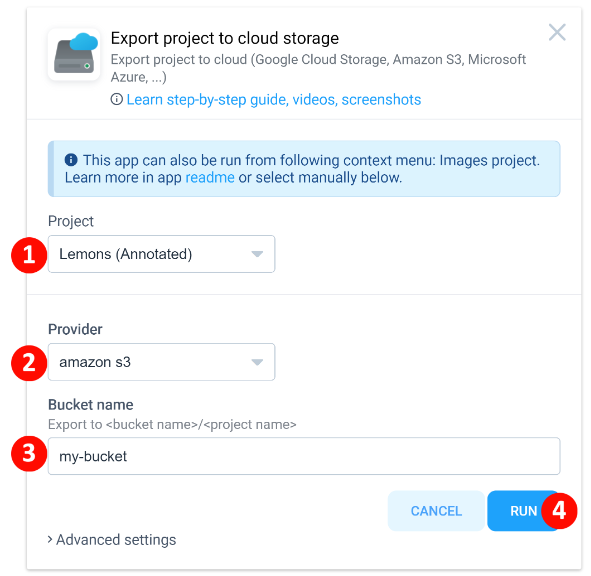 Export project to cloud storage
Export project to cloud (Google Cloud Storage, Amazon S3, Microsoft
Azure, ...)
Learn step-by-step guide, videos, screenshots
This app can also be run from following context menu: Images project.
Learn more in app readme or select manually below.
Project
1 Lemons (Annotated)
Provider
2 amazon s3
Bucket name
Export to <bucket name>/<project name>
3 my-bucket
CANCEL RUN 4
> Advanced settings